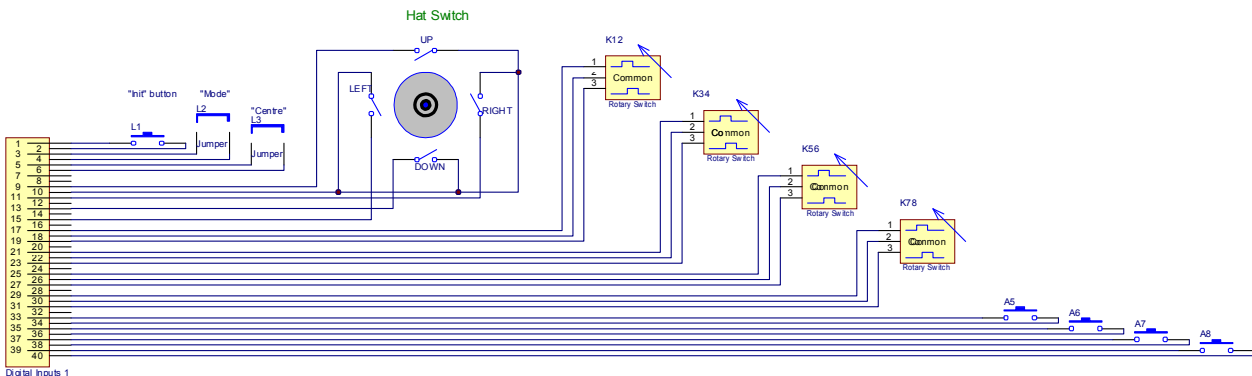 Hat Switch
UP
LEFT
RIGHT
DOWN
"Init" button
L1
"Mode"
L2
Jumper
"Centre"
L3
Jumper
K12
1
2
3
Common
Rotary Switch
K34
1
2
3
Common
Rotary Switch
K56
1
2
3
Common
Rotary Switch
K78
1
2
3
Common
Rotary Switch
A5
A6
A7
A8
1
2
3
4
5
6
7
8
9
10
11
12
13
14
15
16
17
18
19
20
21
22
23
24
25
26
27
28
29
30
31
32
33
34
35
36
37
38
39
40
Digital Inputs 1